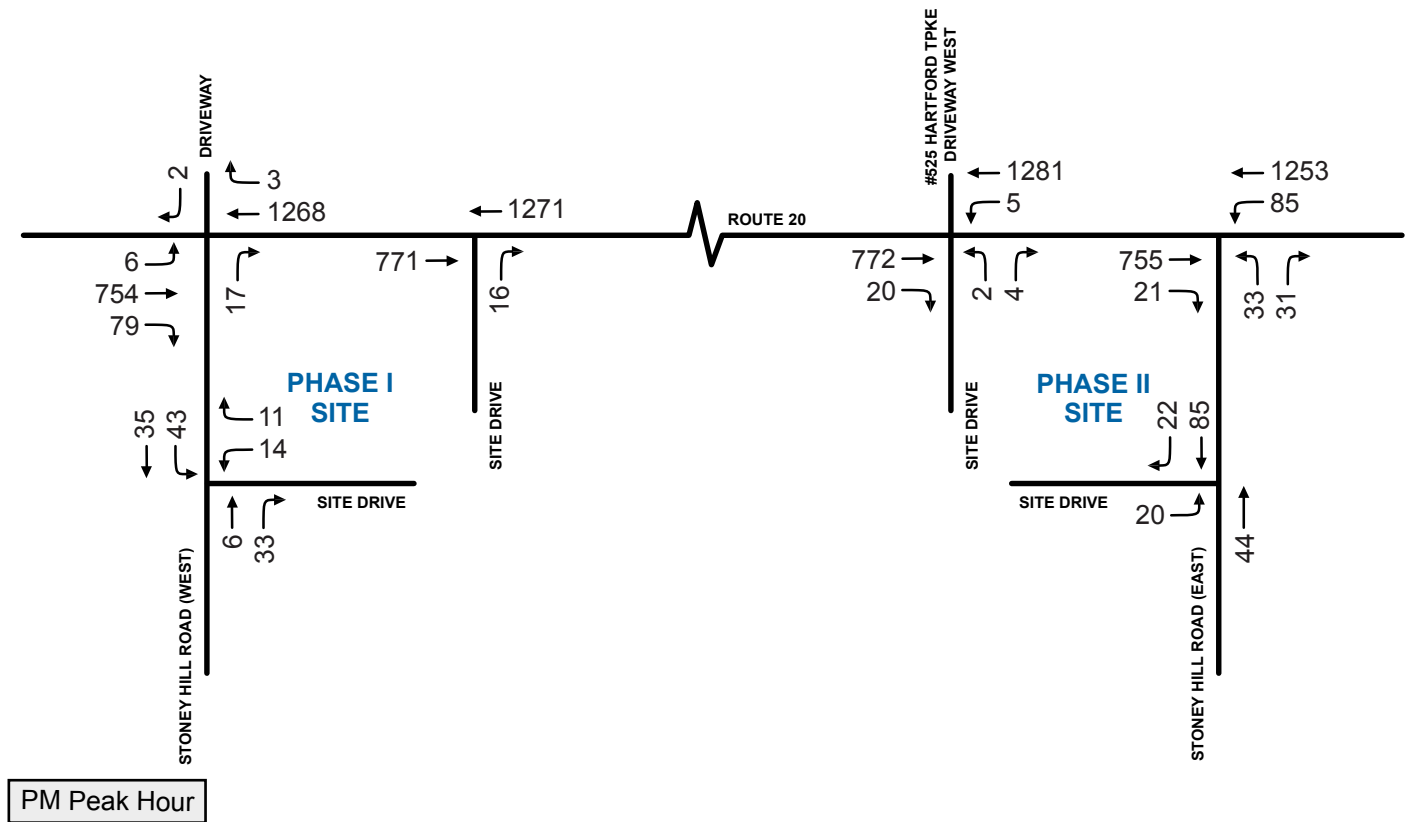 DRIVEWAY
#525 HARTFORD TPKE
DRIVEWAY WEST
2
3
1268
1271
1281
5
1253
85
ROUTE 20
6
754
79
17
771
16
772
20
2
4
755
21
33
31
PHASE I
SITE
PHASE II
SITE
35
43
11
14
SITE DRIVE
SITE DRIVE
22
85
SITE DRIVE
SITE DRIVE
6
33
20
44
STONEY HILL ROAD (WEST)
STONEY HILL ROAD (EAST)
PM Peak Hour